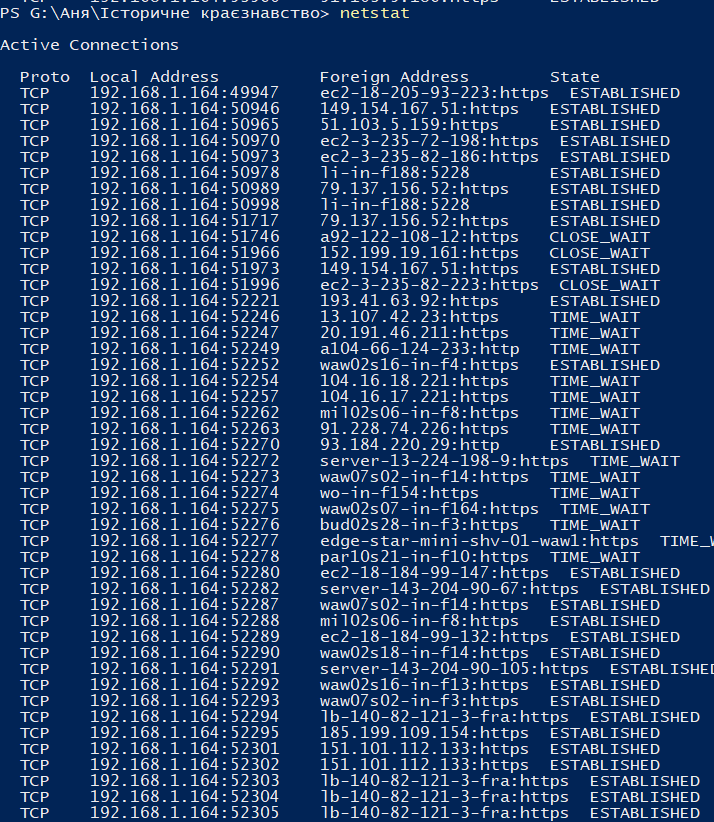 PS G:\Аня\Історичне краєзнавство> netstat
Active Connections
Proto Local Address Foreign Address State
TCP 192.168.1.164:49947 ec2-18-205-93-223:https ESTABLISHED
TCP 192.168.1.164:50946 149.154.167.51:https ESTABLISHED
TCP 192.168.1.164:50965 51.103.5.159:https ESTABLISHED
TCP 192.168.1.164:50970 ec2-3-235-72-198:https ESTABLISHED
TCP 192.168.1.164:50973 ec2-3-235-82-186:https ESTABLISHED
TCP 192.168.1.164:50978 li-in-f188:5228 ESTABLISHED
TCP 192.168.1.164:50989 79.137.156.52:https ESTABLISHED
TCP 192.168.1.164:50998 li-in-f188:5228 ESTABLISHED
TCP 192.168.1.164:51717 79.137.156.52:https ESTABLISHED
TCP 192.168.1.164:51746 a92-122-108-12:https CLOSE_WAIT
TCP 192.168.1.164:51966 152.199.19.161:https CLOSE_WAIT
TCP 192.168.1.164:51973 149.154.167.51:https ESTABLISHED
TCP 192.168.1.164:51996 ec2-3-235-82-223:https CLOSE_WAIT
TCP 192.168.1.164:52221 193.41.63.92:https ESTABLISHED
TCP 192.168.1.164:52246 13.107.42.23:https TIME_WAIT
TCP 192.168.1.164:52247 20.191.46.211:https TIME_WAIT
TCP 192.168.1.164:52249 a104-66-124-233:http TIME_WAIT
TCP 192.168.1.164:52252 waw02s16-in-f4:https ESTABLISHED
TCP 192.168.1.164:52254 104.16.18.221:https TIME_WAIT
TCP 192.168.1.164:52257 104.16.17.221:https TIME_WAIT
TCP 192.168.1.164:52262 mil02s06-in-f8:https TIME_WAIT
TCP 192.168.1.164:52263 91.228.74.226:https TIME_WAIT
TCP 192.168.1.164:52270 93.184.220.29:http ESTABLISHED
TCP 192.168.1.164:52272 server-13-224-198-9:https TIME_WAIT
TCP 192.168.1.164:52273 waw07s02-in-f14:https TIME_WAIT
TCP 192.168.1.164:52274 wo-in-f154:https TIME_WAIT
TCP 192.168.1.164:52275 waw02s07-in-f164:https TIME_WAIT
TCP 192.168.1.164:52276 bud02s28-in-f3:https TIME_WAIT
TCP 192.168.1.164:52277 edge-star-mini-shv-01-waw1:https TIME_W
TCP 192.168.1.164:52278 par10s21-in-f10:https TIME_WAIT
TCP 192.168.1.164:52280 ec2-18-184-99-147:https ESTABLISHED
TCP 192.168.1.164:52282 server-143-204-90-67:https ESTABLISHED
TCP 192.168.1.164:52287 waw07s02-in-f14:https ESTABLISHED
TCP 192.168.1.164:52288 mil02s06-in-f8:https ESTABLISHED
TCP 192.168.1.164:52289 ec2-18-184-99-132:https ESTABLISHED
TCP 192.168.1.164:52290 waw02s18-in-f14:https ESTABLISHED
TCP 192.168.1.164:52291 server-143-204-90-105:https ESTABLISHED
TCP 192.168.1.164:52292 waw02s16-in-f13:https ESTABLISHED
TCP 192.168.1.164:52293 waw07s02-in-f3:https ESTABLISHED
TCP 192.168.1.164:52294 lb-140-82-121-3-fra:https ESTABLISHED
TCP 192.168.1.164:52295 185.199.109.154:https ESTABLISHED
TCP 192.168.1.164:52301 151.101.112.133:https ESTABLISHED
TCP 192.168.1.164:52302 151.101.112.133:https ESTABLISHED
TCP 192.168.1.164:52303 lb-140-82-121-3-fra:https ESTABLISHED
TCP 192.168.1.164:52304 lb-140-82-121-3-fra:https ESTABLISHED
TCP 192.168.1.164:52305 lb-140-82-121-3-fra:https ESTABLISHED